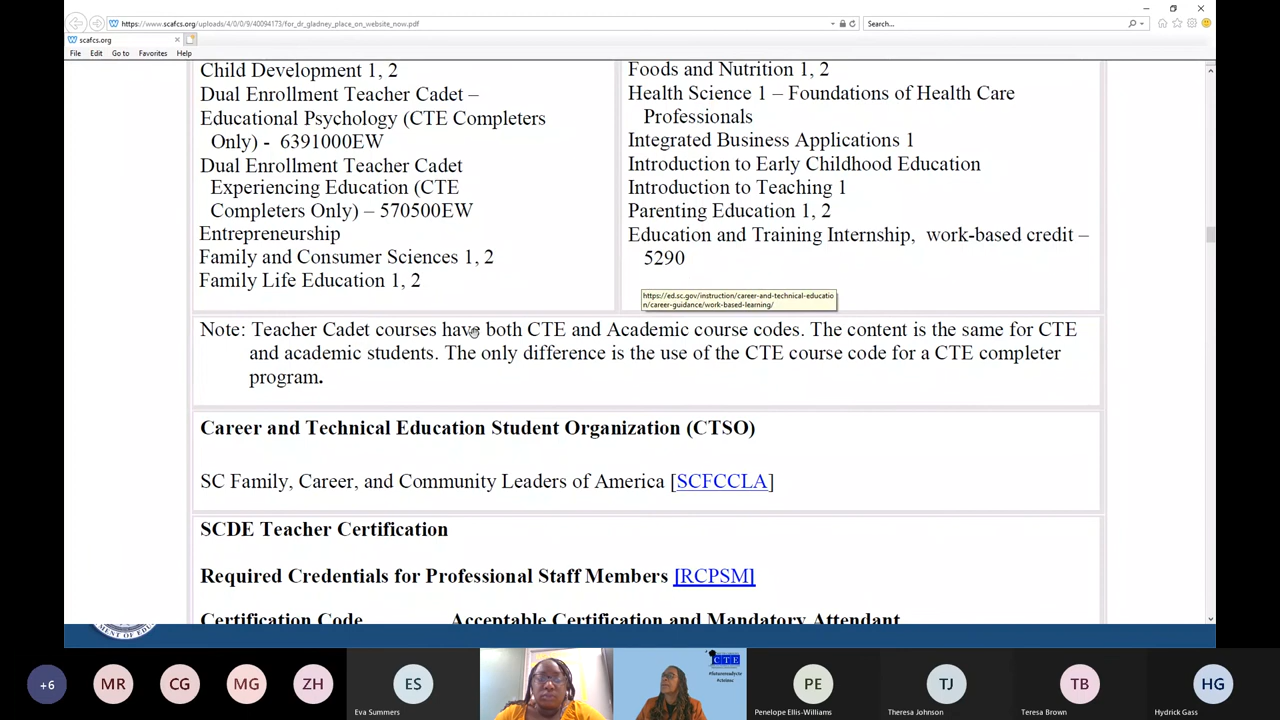 https://www.scafcs.org/uploads/4/0/0/9/40094173/for_dr_gladney_place_on_website_now.pdf
Search...
scafcs.org
File Edit Go to Favorites Help
Child Development 1, 2
Dual Enrollment Teacher Cadet –
Educational Psychology (CTE Completers
Only) - 6391000EW
Dual Enrollment Teacher Cadet
Experiencing Education (CTE
Completers Only) – 570500EW
Entrepreneurship
Family and Consumer Sciences 1, 2
Family Life Education 1, 2
Foods and Nutrition 1, 2
Health Science 1 – Foundations of Health Care
Professionals
Integrated Business Applications 1
Introduction to Early Childhood Education
Introduction to Teaching 1
Parenting Education 1, 2
Education and Training Internship, work-based credit –
5290
https://ed.sc.gov/instruction/career-and-technical-educatio
n/career-guidance/work-based-learning/
Note: Teacher Cadet courses have both CTE and Academic course codes. The content is the same for CTE
and academic students. The only difference is the use of the CTE course code for a CTE completer
program.
Career and Technical Education Student Organization (CTSO)
SC Family, Career, and Community Leaders of America [SCFCCLA]
SCDE Teacher Certification
Required Credentials for Professional Staff Members [RCPSM]
Certification Code Acceptable Certification and Mandatory Attendant
MENT OF EDU
+6 MR CG MG ZH ES PE TJ TB HG
CTE
Eva Summers Penelope Ellis-Williams Theresa Johnson Teresa Brown Hydrick Gass